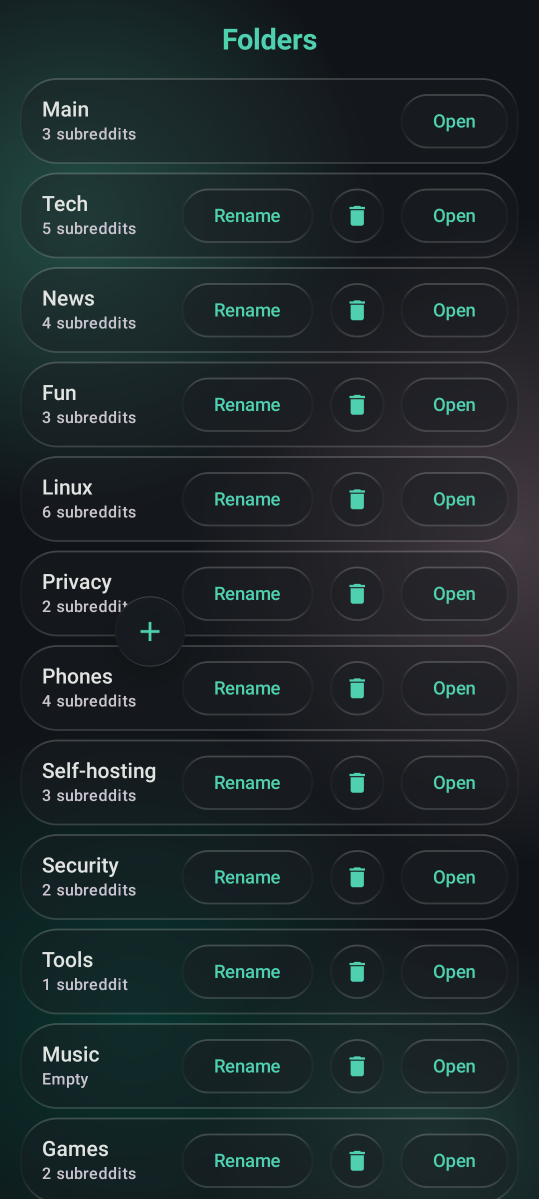 Folders
Main
3 subreddits
Open
Tech
5 subreddits
Rename
Open
News
4 subreddits
Rename
Open
Fun
3 subreddits
Rename
Open
Linux
6 subreddits
Rename
Open
Privacy
2 subreddit
Rename
Open
+
Phones
4 subreddits
Rename
Open
Self-hosting
3 subreddits
Rename
Open
Security
2 subreddits
Rename
Open
Tools
1 subreddit
Rename
Open
Music
Empty
Rename
Open
Games
2 subreddits
Rename
Open